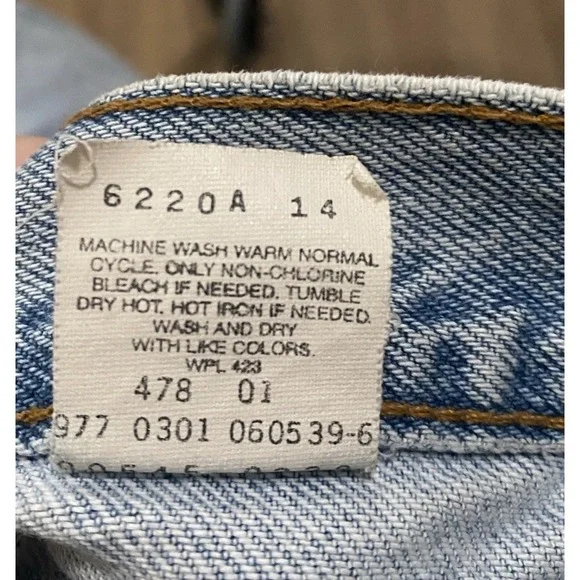 6220A 14
MACHINE WASH WARM NORMAL
CYCLE. ONLY NON-CHLORINE
BLEACH IF NEEDED. TUMBLE
DRY HOT. HOT IRON IF NEEDED.
WASH AND DRY
WITH LIKE COLORS.
WPL 423
478 01
977 0301 060539-6